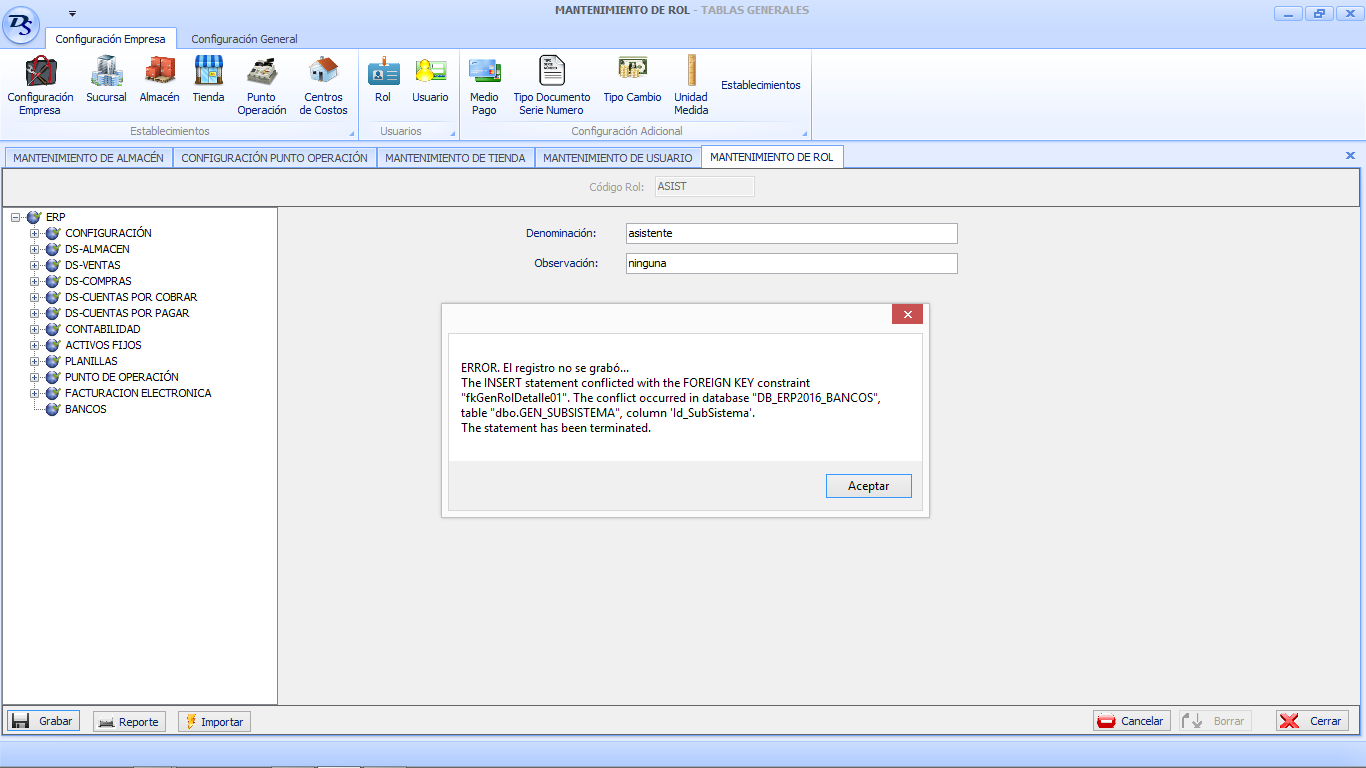 DS
MANTENIMIENTO DE ROL - TABLAS GENERALES
Configuración Empresa
Configuración General
Configuración Empresa
Sucursal
Almacén
Tienda
Punto Operación
Centros de Costos
Rol
Usuario
Medio Pago
Tipo Documento Serie Numero
Tipo Cambio
Unidad Medida
Establecimientos
Establecimientos
Usuarios
Configuración Adicional
MANTENIMIENTO DE ALMACÉN
CONFIGURACIÓN PUNTO OPERACIÓN
MANTENIMIENTO DE TIENDA
MANTENIMIENTO DE USUARIO
MANTENIMIENTO DE ROL
Código Rol: ASIST
ERP
CONFIGURACIÓN
DS-ALMACEN
DS-VENTAS
DS-COMPRAS
DS-CUENTAS POR COBRAR
DS-CUENTAS POR PAGAR
CONTABILIDAD
ACTIVOS FIJOS
PLANILLAS
PUNTO DE OPERACIÓN
FACTURACION ELECTRONICA
BANCOS
Denominación: asistente
Observación: ninguna
ERROR. El registro no se grabó...
The INSERT statement conflicted with the FOREIGN KEY constraint
"fkGenRolDetalle01". The conflict occurred in database "DB_ERP2016_BANCOS",
table "dbo.GEN_SUBSISTEMA", column 'Id_SubSistema'.
The statement has been terminated.
Aceptar
Grabar
Reporte
Importar
Cancelar
Borrar
Cerrar